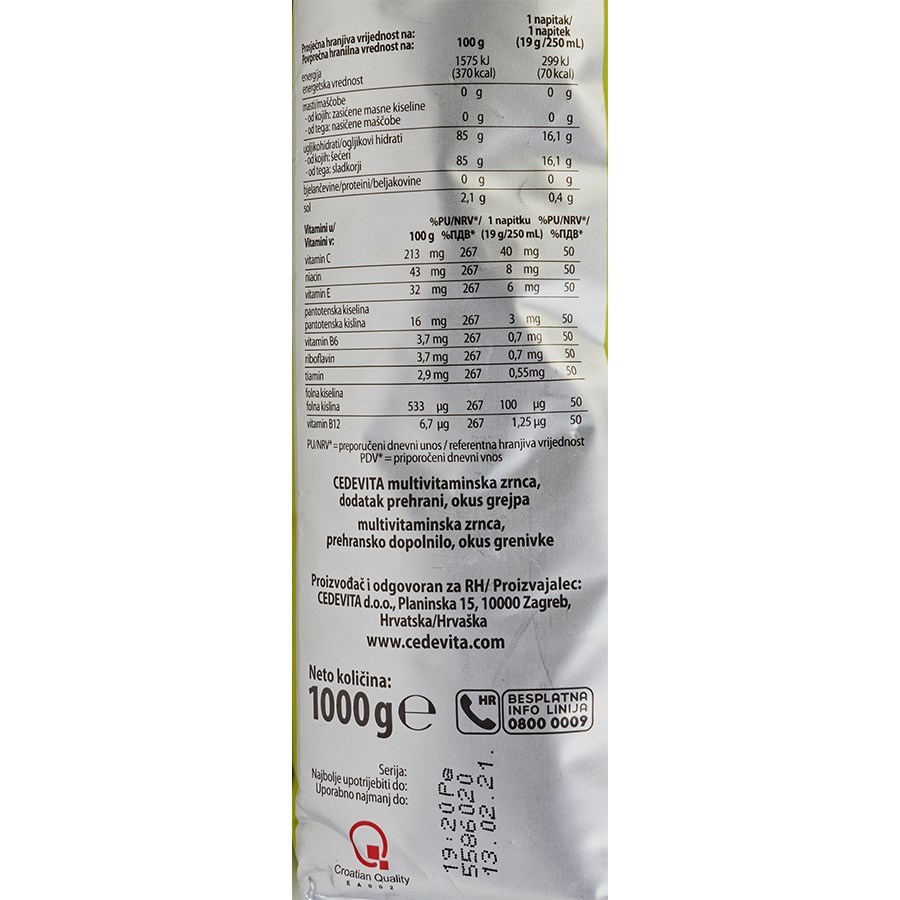 Prosječna hranjiva vrijednost na:
Povprečna hranilna vrednost na: 100 g 1 napitak/ 1 napitek (19 g/250 mL)
energija
energetska vrednost 1575 kJ (370 kcal) 299 kJ (70 kcal)
masti/maščobe 0 g 0 g
- od kojih: zasićene masne kiseline
- od tega: nasičene maščobe 0 g 0 g
ugljikohidrati/ogljikovi hidrati 85 g 16,1 g
- od kojih: šećeri
- od tega: sladkorji 85 g 16,1 g
bjelančevine/proteini/beljakovine 0 g 0 g
sol 2,1 g 0,4 g
Vitamini u/
Vitamini v: 100 g %PU/NRV*/ %ПДВ* 1 napitku (19 g/250 mL) %PU/NRV*/ %ПДВ*
vitamin C 213 mg 267 40 mg 50
niacin 43 mg 267 8 mg 50
vitamin E 32 mg 267 6 mg 50
pantotenska kiselina
pantotenska kislina 16 mg 267 3 mg 50
vitamin B6 3,7 mg 267 0,7 mg 50
riboflavin 3,7 mg 267 0,7 mg 50
tiamin 2,9 mg 267 0,55mg 50
folna kiselina
folna kislina 533 µg 267 100 µg 50
vitamin B12 6,7 µg 267 1,25 µg 50
PU/NRV* = preporučeni dnevni unos / referentna hranjiva vrijednost
PDV* = priporočeni dnevni vnos
CEDEVITA multivitaminska zrnca,
dodatak prehrani, okus grejpa
multivitaminska zrnca,
prehransko dopolnilo, okus grenivke
Proizvođač i odgovoran za RH/ Proizvajalec:
CEDEVITA d.o.o., Planinska 15, 10000 Zagreb,
Hrvatska/Hrvaška
www.cedevita.com
Neto količina:
1000 g e
HR BESPLATNA
INFO LINIJA
0800 0009
Serija:
Najbolje upotrijebiti do:
Uporabno najmanj do:
19:20 Pa
5586020
13.02.21.
Croatian Quality
EA002